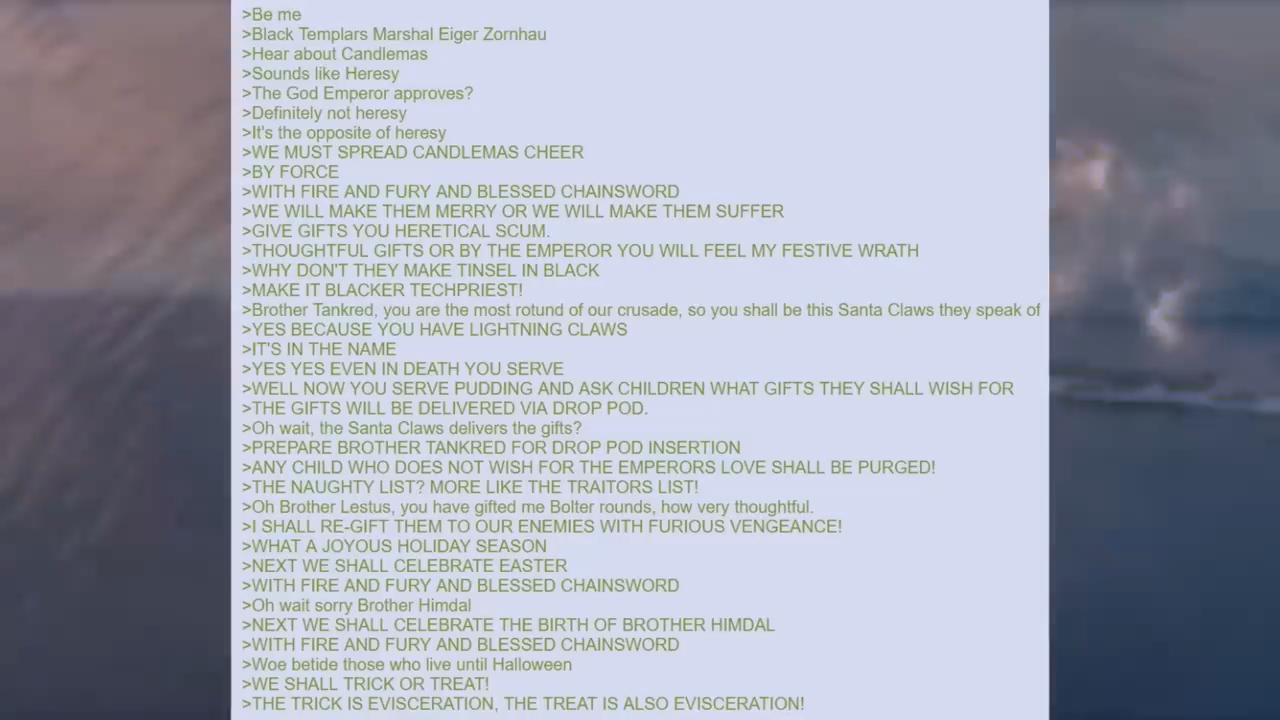 >Be me
>Black Templars Marshal Eiger Zornhau
>Hear about Candlemas
>Sounds like Heresy
>The God Emperor approves?
>Definitely not heresy
>It's the opposite of heresy
>WE MUST SPREAD CANDLEMAS CHEER
>BY FORCE
>WITH FIRE AND FURY AND BLESSED CHAINSWORD
>WE WILL MAKE THEM MERRY OR WE WILL MAKE THEM SUFFER
>GIVE GIFTS YOU HERETICAL SCUM.
>THOUGHTFUL GIFTS OR BY THE EMPEROR YOU WILL FEEL MY FESTIVE WRATH
>WHY DON'T THEY MAKE TINSEL IN BLACK
>MAKE IT BLACKER TECHPRIEST!
>Brother Tankred, you are the most rotund of our crusade, so you shall be this Santa Claws they speak of
>YES BECAUSE YOU HAVE LIGHTNING CLAWS
>IT'S IN THE NAME
>YES YES EVEN IN DEATH YOU SERVE
>WELL NOW YOU SERVE PUDDING AND ASK CHILDREN WHAT GIFTS THEY SHALL WISH FOR
>THE GIFTS WILL BE DELIVERED VIA DROP POD.
>Oh wait, the Santa Claws delivers the gifts?
>PREPARE BROTHER TANKRED FOR DROP POD INSERTION
>ANY CHILD WHO DOES NOT WISH FOR THE EMPERORS LOVE SHALL BE PURGED!
>THE NAUGHTY LIST? MORE LIKE THE TRAITORS LIST!
>Oh Brother Lestus, you have gifted me Bolter rounds, how very thoughtful.
>I SHALL RE-GIFT THEM TO OUR ENEMIES WITH FURIOUS VENGEANCE!
>WHAT A JOYOUS HOLIDAY SEASON
>NEXT WE SHALL CELEBRATE EASTER
>WITH FIRE AND FURY AND BLESSED CHAINSWORD
>Oh wait sorry Brother Himdal
>NEXT WE SHALL CELEBRATE THE BIRTH OF BROTHER HIMDAL
>WITH FIRE AND FURY AND BLESSED CHAINSWORD
>Woe betide those who live until Halloween
>WE SHALL TRICK OR TREAT!
>THE TRICK IS EVISCERATION, THE TREAT IS ALSO EVISCERATION!